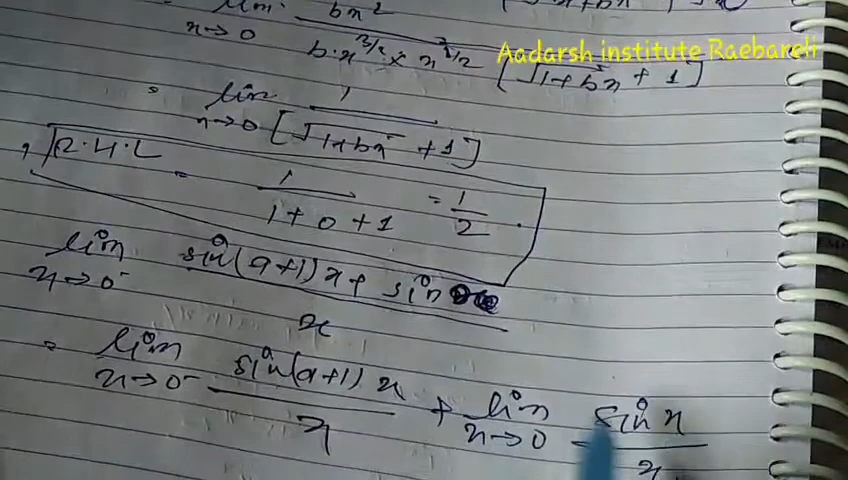 lim x→0 bx² / b·x^3/2 × x^1/2 [√1+bx + 1]
Aadarsh institute Raebareli
lim x→0 1 / [√1+bx + 1]
R.H.L = 1 / 1+0+1 = 1/2
lim x→0⁻ sin(a+1)x + sin x / x
= lim x→0⁻ sin(a+1)x / x + lim x→0 sin x / x